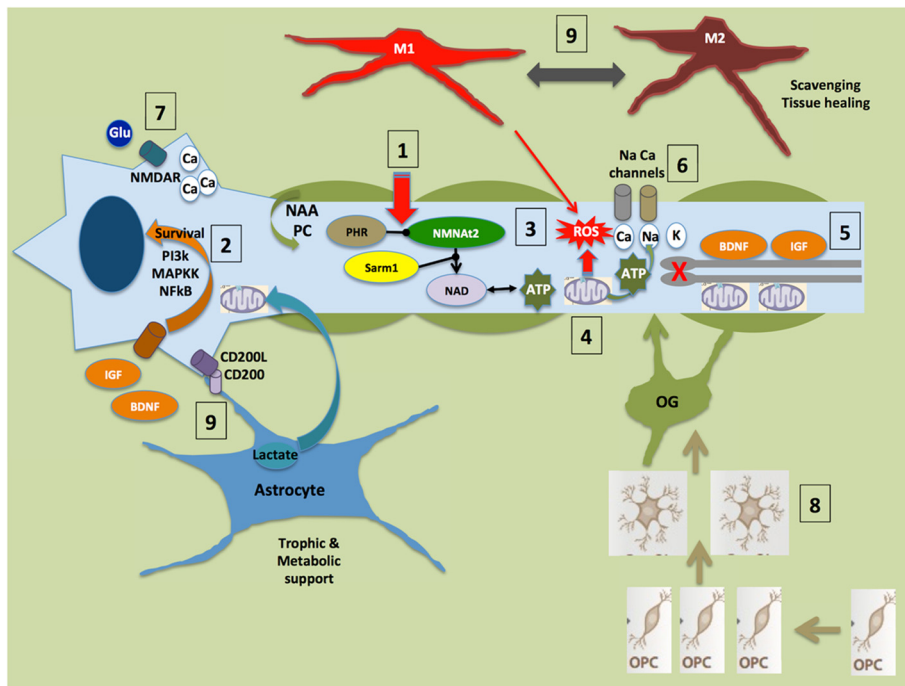 M1
9
M2
Scavenging
Tissue healing
7
Glu
NMDAR
Ca
Ca
Ca
1
Na Ca
channels
6
NAA
PC
PHR
NMNAt2
3
ROS
Ca
Na
K
BDNF
IGF
5
Survival
2
PI3k
MAPKK
NFkB
Sarm1
NAD
ATP
ATP
X
4
CD200L
CD200
IGF
BDNF
9
OG
Lactate
Astrocyte
8
Trophic &
Metabolic
support
OPC
OPC
OPC
OPC